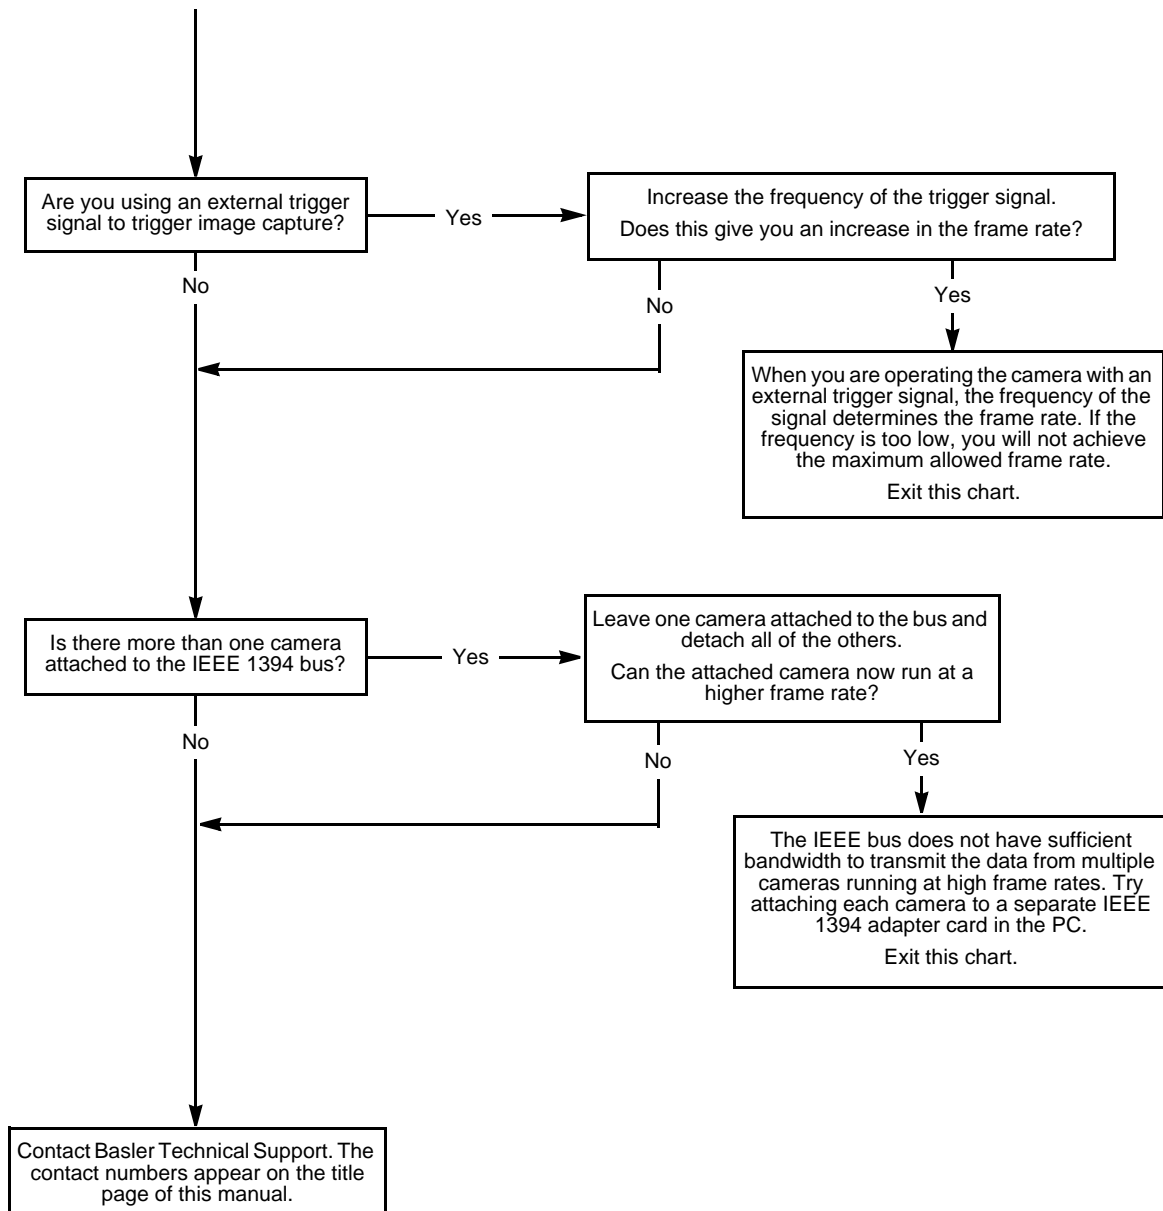 Are you using an external trigger
signal to trigger image capture?
Yes
Increase the frequency of the trigger signal.
Does this give you an increase in the frame rate?
No
No
Yes
When you are operating the camera with an
external trigger signal, the frequency of the
signal determines the frame rate. If the
frequency is too low, you will not achieve
the maximum allowed frame rate.
Exit this chart.
Is there more than one camera
attached to the IEEE 1394 bus?
Yes
Leave one camera attached to the bus and
detach all of the others.
Can the attached camera now run at a
higher frame rate?
No
No
Yes
The IEEE bus does not have sufficient
bandwidth to transmit the data from multiple
cameras running at high frame rates. Try
attaching each camera to a separate IEEE
1394 adapter card in the PC.
Exit this chart.
Contact Basler Technical Support. The
contact numbers appear on the title
page of this manual.